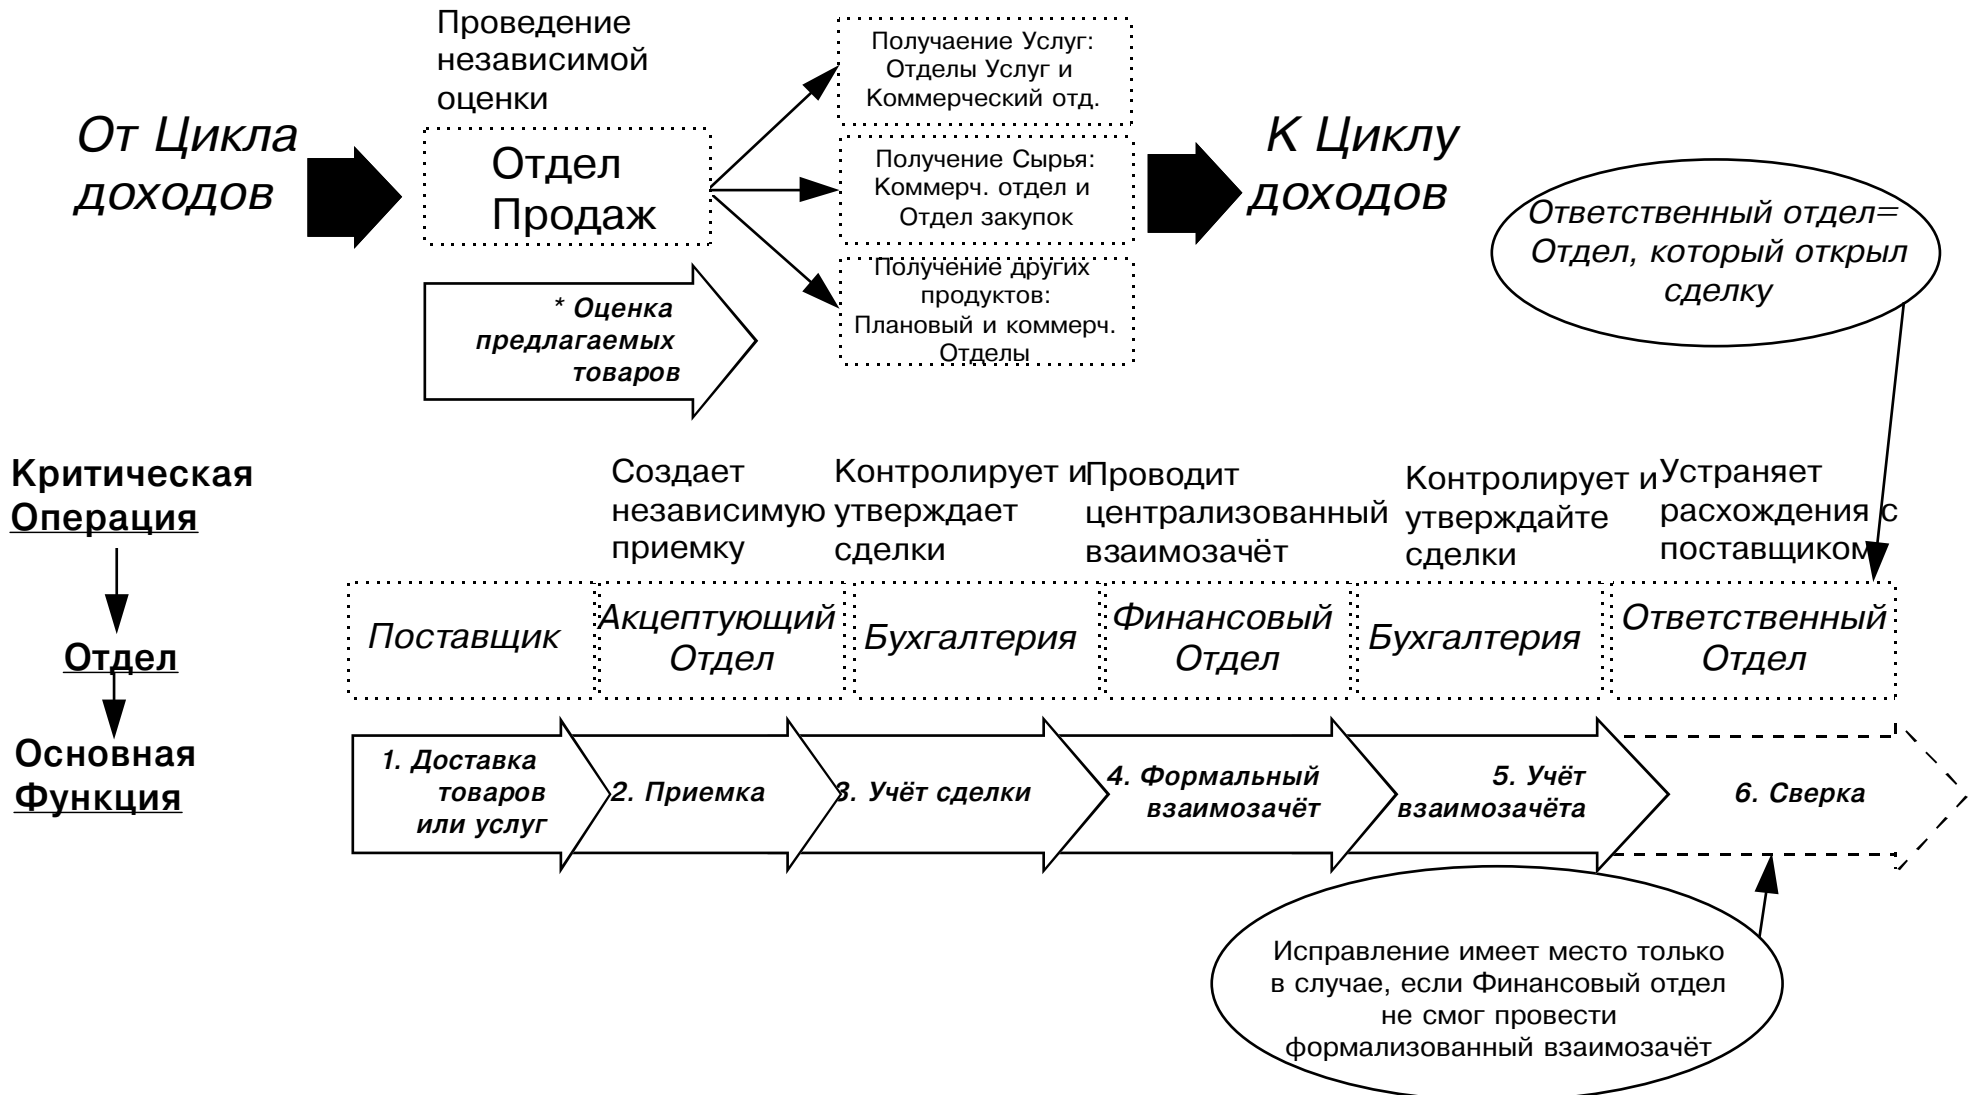 Проведение
независимой
оценки
Получаение Услуг:
Отделы Услуг и
Коммерческий отд.
От Цикла
доходов
Отдел
Продаж
Получение Сырья:
Коммерч. отдел и
Отдел закупок
К Циклу
доходов
Получение других
продуктов:
Плановый и коммерч.
Отделы
Ответственный отдел=
Отдел, который открыл
сделку
* Оценка
предлагаемых
товаров
Критическая
Операция
Создает
независимую
приемку
Контролирует и
утверждает
сделки
Проводит
централизованный
взаимозачёт
Контролирует и
утверждайте
сделки
Устраняет
расхождения с
поставщиком
Отдел
Поставщик
Акцептующий
Отдел
Бухгалтерия
Финансовый
Отдел
Бухгалтерия
Ответственный
Отдел
Основная
Функция
1. Доставка
товаров
или услуг
2. Приемка
3. Учёт сделки
4. Формальный
взаимозачёт
5. Учёт
взаимозачёта
6. Сверка
Исправление имеет место только
в случае, если Финансовый отдел
не смог провести
формализованный взаимозачёт